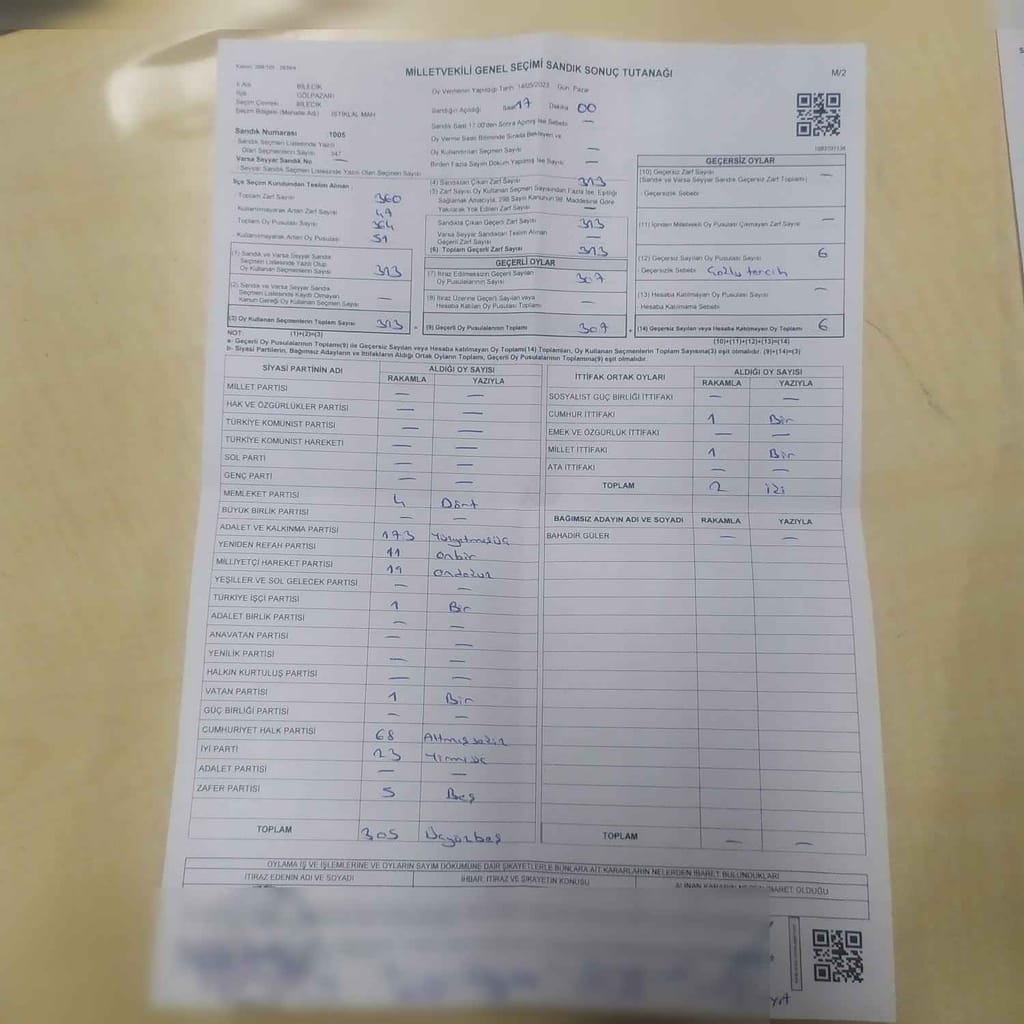 MİLLETVEKİLİ GENEL SEÇİMİ SANDIK SONUÇ TUTANAĞI
M/2
İl Adı BİLECİK
İlçe GÖLPAZARI
Seçim Çevresi BİLECİK
Seçim Bölgesi (Mahalle Adı) İSTİKLAL MAH
Sandık Numarası :1005
Sandık Seçmen Listesinde Yazılı
Olan Seçmenlerin Sayısı 347
Varsa Seyyar Sandık No —
Seyyar Sandık Seçmen Listesinde Yazılı Olan Seçmen Sayısı
Oy Vermenin Yapıldığı Tarih 14/05/2023 Gün Pazar
Sandığın Açıldığı Saat 17 Dakika 00
Sandık Saat 17.00'den Sonra Açılmış İse Sebebi —
Oy Verme Saati Bitiminde Sırada Bekleyen ve
Oy Kullandırılan Seçmen Sayısı —
Birden Fazla Sayım Dökum Yapılmış İse Sayısı —
İlçe Seçim Kurulundan Teslim Alınan :
Toplam Zarf Sayısı 360
Kullanılmayarak Artan Zarf Sayısı 47
Toplam Oy Pusulası Sayısı 364
Kullanılmayarak Artan Oy Pusulası 51
(1) Sandık ve Varsa Seyyar Sandık
Seçmen Listesinde Yazılı Olup
Oy Kullanan Seçmenlerin Sayısı 313
(2) Sandık ve Varsa Seyyar Sandık
Seçmen Listesinde Kayıtlı Olmayan
Kanun Gereği Oy Kullanan Seçmen Sayısı —
(3) Oy Kullanan Seçmenlerin Toplam Sayısı 313
(4) Sandıktan Çıkan Zarf Sayısı 313
(5) Zarf Sayısı Oy Kullanan Seçmen Sayısından Fazla İse, Eşitliği
Sağlamak Amacıyla, 298 Sayılı Kanunun 98. Maddesine Göre
Yakılarak Yok Edilen Zarf Sayısı —
Sandıkta Çıkan Geçerli Zarf Sayısı 313
Varsa Seyyar Sandıktan Teslim Alınan
Geçerli Zarf Sayısı —
(6) Toplam Geçerli Zarf Sayısı 313
GEÇERLİ OYLAR
(7) İtiraz Edilmeksizin Geçerli Sayılan
Oy Pusulalarının Sayısı 307
(8) İtiraz Üzerine Geçerli Sayılan veya
Hesaba Katılan Oy Pusulası Toplamı —
(9) Geçerli Oy Pusulalarının Toplamı 307
GEÇERSİZ OYLAR
(10) Geçersiz Zarf Sayısı —
(Sandık ve Varsa Seyyar Sandık Geçersiz Zarf Toplamı)
Geçersizlik Sebebi
(11) İçinden Milletvekili Oy Pusulası Çıkmayan Zarf Sayısı —
(12) Geçersiz Sayılan Oy Pusulası Sayısı 6
Geçersizlik Sebebi
(13) Hesaba Katılmayan Oy Pusulası Sayısı —
Hesaba Katılmama Sebebi
(14) Geçersiz Sayılan veya Hesaba Katılmayan Oy Toplamı 6
NOT: (1)+(2)=(3) (10)+(11)+(12)+(13)=(14)
a- Geçerli Oy Pusulalarının Toplamı(9) ile Geçersiz Sayılan veya Hesaba katılmayan Oy Toplamı(14) Toplamları, Oy Kullanan Seçmenlerin Toplam Sayısına(3) eşit olmalıdır. (9)+(14)=(3)
b- Siyasi Partilerin, Bağımsız Adayların ve İttifakların Aldığı Ortak Oyların Toplamı, Geçerli Oy Pusulalarının Toplamına(9) eşit olmalıdır.
SİYASİ PARTİNİN ADI ALDIĞI OY SAYISI
RAKAMLA YAZIYLA
MİLLET PARTİSİ — —
HAK VE ÖZGÜRLÜKLER PARTİSİ — —
TÜRKİYE KOMÜNİST PARTİSİ — —
TÜRKİYE KOMÜNİST HAREKETİ — —
SOL PARTİ — —
GENÇ PARTİ — —
MEMLEKET PARTİSİ 4 Dört
BÜYÜK BİRLİK PARTİSİ — —
ADALET VE KALKINMA PARTİSİ 173 Yüzyetmişüç
YENİDEN REFAH PARTİSİ 11 Onbir
MİLLİYETÇİ HAREKET PARTİSİ 19 Ondokuz
YEŞİLLER VE SOL GELECEK PARTİSİ — —
TÜRKİYE İŞÇİ PARTİSİ 1 Bir
ADALET BİRLİK PARTİSİ — —
ANAVATAN PARTİSİ — —
YENİLİK PARTİSİ — —
HALKIN KURTULUŞ PARTİSİ — —
VATAN PARTİSİ 1 Bir
GÜÇ BİRLİĞİ PARTİSİ — —
CUMHURİYET HALK PARTİSİ 68 Altmışsekiz
İYİ PARTİ 23 Yirmiüç
ADALET PARTİSİ — —
ZAFER PARTİSİ 5 Beş
TOPLAM 305 Üçyüzbeş
İTTİFAK ORTAK OYLARI ALDIĞI OY SAYISI
RAKAMLA YAZIYLA
SOSYALİST GÜÇ BİRLİĞİ İTTİFAKI — —
CUMHUR İTTİFAKI 1 Bir
EMEK VE ÖZGÜRLÜK İTTİFAKI — —
MİLLET İTTİFAKI 1 Bir
ATA İTTİFAKI — —
TOPLAM 2 İki
BAĞIMSIZ ADAYIN ADI VE SOYADI RAKAMLA YAZIYLA
BAHADIR GÜLER — —
TOPLAM — —
OYLAMA İŞ VE İŞLEMLERİNE VE OYLARIN SAYIM DÖKÜMÜNE DAİR ŞİKAYETLERLE BUNLARA AİT KARARLARIN NELERDEN İBARET BULUNDUKLARI
İTİRAZ EDENİN ADI VE SOYADI İHBAR, İTİRAZ VE ŞİKAYETİN KONUSU ALINAN KARARIN NEDEN İBARET OLDUĞU